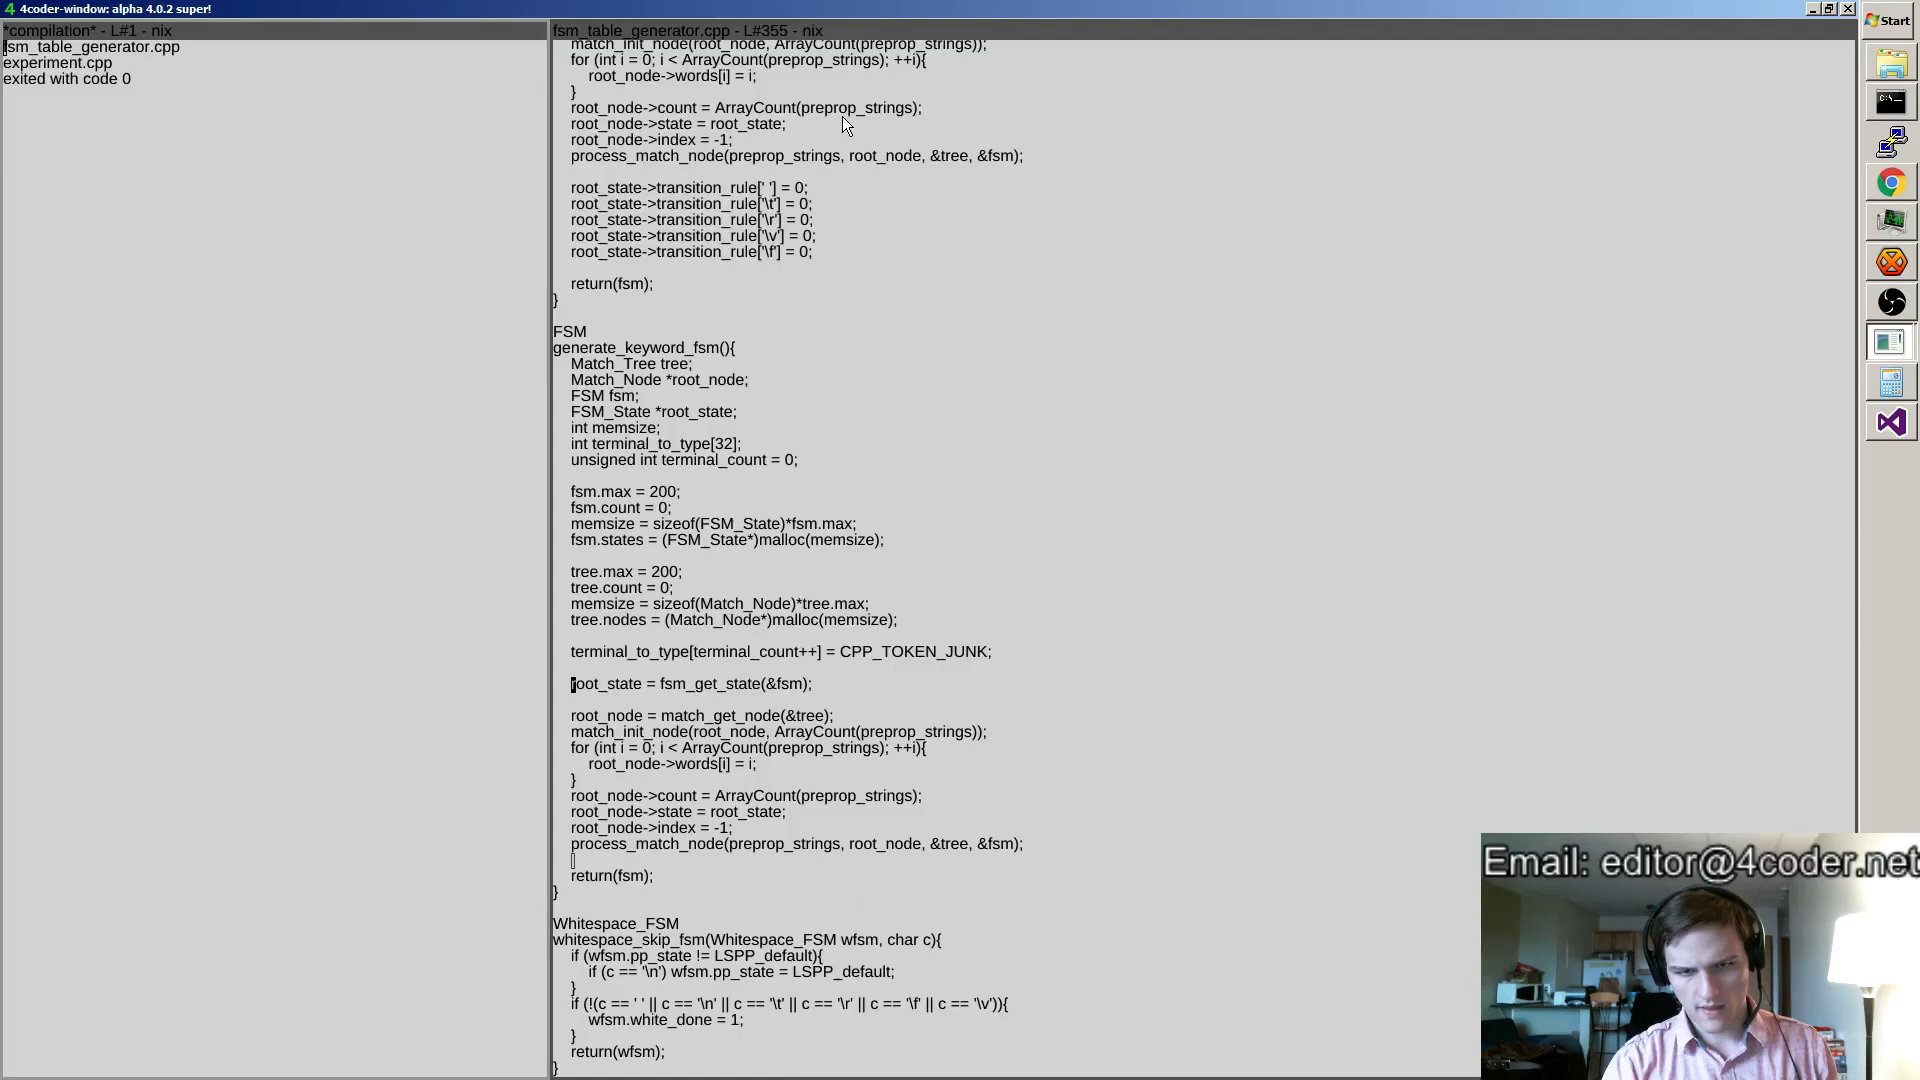 4 4coder-window: alpha 4.0.2 super!
*compilation* - L#1 - nix
fsm_table_generator.cpp
experiment.cpp
exited with code 0
fsm_table_generator.cpp - L#355 - nix
match_init_node(root_node, ArrayCount(preprop_strings));
for (int i = 0; i < ArrayCount(preprop_strings); ++i){
root_node->words[i] = i;
}
root_node->count = ArrayCount(preprop_strings);
root_node->state = root_state;
root_node->index = -1;
process_match_node(preprop_strings, root_node, &tree, &fsm);
root_state->transition_rule[' '] = 0;
root_state->transition_rule['\t'] = 0;
root_state->transition_rule['\r'] = 0;
root_state->transition_rule['\v'] = 0;
root_state->transition_rule['\f'] = 0;
return(fsm);
}
FSM
generate_keyword_fsm(){
Match_Tree tree;
Match_Node *root_node;
FSM fsm;
FSM_State *root_state;
int memsize;
int terminal_to_type[32];
unsigned int terminal_count = 0;
fsm.max = 200;
fsm.count = 0;
memsize = sizeof(FSM_State)*fsm.max;
fsm.states = (FSM_State*)malloc(memsize);
tree.max = 200;
tree.count = 0;
memsize = sizeof(Match_Node)*tree.max;
tree.nodes = (Match_Node*)malloc(memsize);
terminal_to_type[terminal_count++] = CPP_TOKEN_JUNK;
root_state = fsm_get_state(&fsm);
root_node = match_get_node(&tree);
match_init_node(root_node, ArrayCount(preprop_strings));
for (int i = 0; i < ArrayCount(preprop_strings); ++i){
root_node->words[i] = i;
}
root_node->count = ArrayCount(preprop_strings);
root_node->state = root_state;
root_node->index = -1;
process_match_node(preprop_strings, root_node, &tree, &fsm);
return(fsm);
}
Whitespace_FSM
whitespace_skip_fsm(Whitespace_FSM wfsm, char c){
if (wfsm.pp_state != LSPP_default){
if (c == '\n') wfsm.pp_state = LSPP_default;
}
if (!(c == ' ' || c == '\n' || c == '\t' || c == '\r' || c == '\f' || c == '\v')){
wfsm.white_done = 1;
}
return(wfsm);
}
Start
C:\_
Email: editor@4coder.net